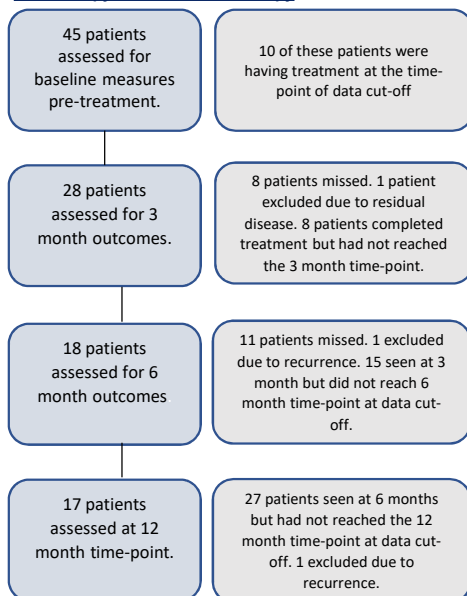 45 patients
assessed for
baseline measures
pre-treatment.
10 of these patients were
having treatment at the time-
point of data cut-off
28 patients
assessed for 3
month outcomes.
8 patients missed. 1 patient
excluded due to residual
disease. 8 patients completed
treatment but had not reached
the 3 month time-point.
18 patients
assessed for 6
month outcomes
11 patients missed. 1 excluded
due to recurrence. 15 seen at 3
month but did not reach 6
month time-point at data cut-
off.
17 patients
assessed at 12
month time-point.
27 patients seen at 6 months
but had not reached the 12
month time-point at data cut-
off. 1 excluded due to
recurrence.